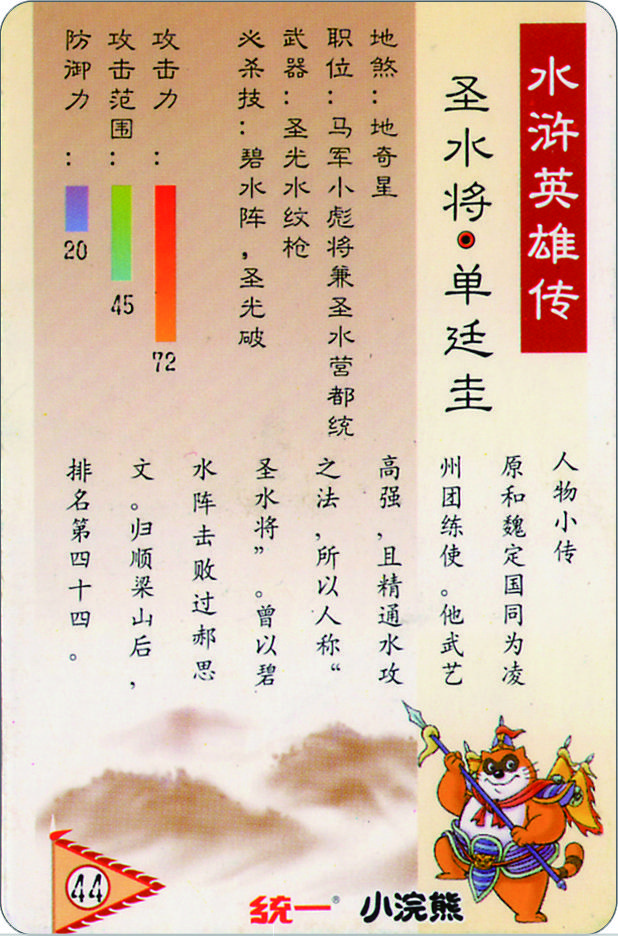 水浒英雄传
圣水将·单廷圭
地煞：地奇星
职位：马军小彪将兼圣水营都统
武器：圣光水纹枪
必杀技：碧水阵，圣光破
攻击力：
72
攻击范围：
45
防御力：
20
人物小传
原和魏定国同为凌
州团练使。他武艺
高强，且精通水攻
之法，所以人称“
圣水将”。曾以碧
水阵击败过郝思
文。归顺梁山后，
排名第四十四。
44
统一® 小浣熊